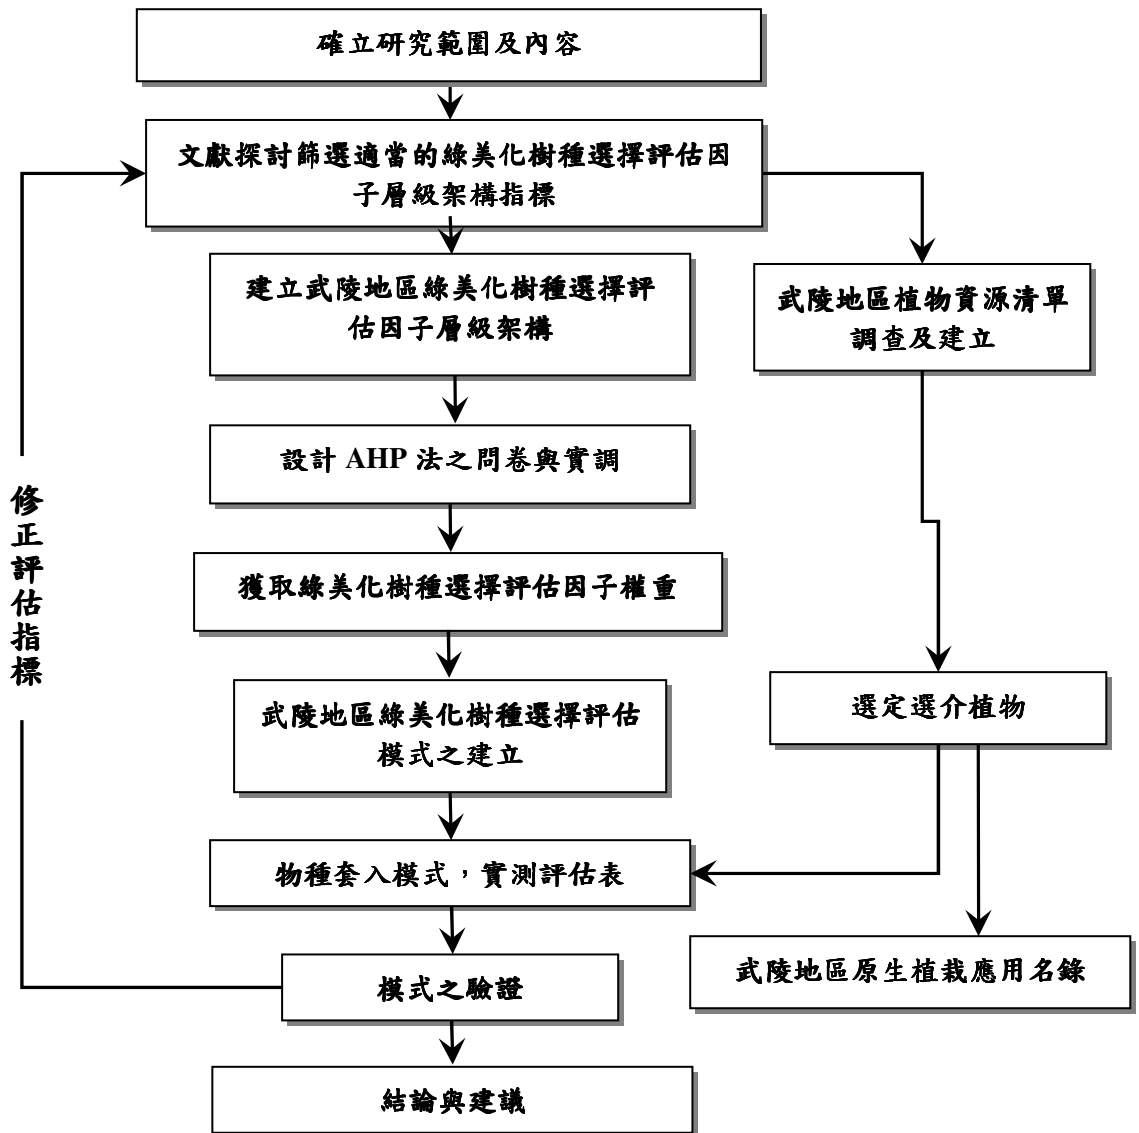 確立研究範圍及內容
文獻探討篩選適當的綠美化樹種選擇評估因
子層級架構指標
建立武陵地區綠美化樹種選擇評
估因子層級架構
武陵地區植物資源清單
調查及建立
設計 AHP 法之問卷與實調
修正評估指標
獲取綠美化樹種選擇評估因子權重
武陵地區綠美化樹種選擇評估
模式之建立
選定選介植物
物種套入模式，實測評估表
武陵地區原生植栽應用名錄
模式之驗證
結論與建議